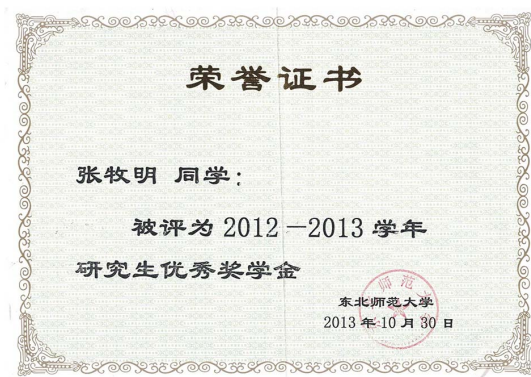 荣誉证书
张牧明 同学：
被评为 2012－2013 学年
研究生优秀奖学金
东北师范大学
2013 年 10 月 30 日